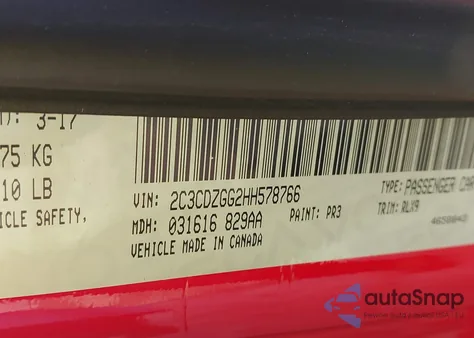 3-17
75 KG
10 LB
ICLE SAFETY,
VIN: 2C3CDZGG2HH578766
TYPE: PASSENGER CAR
MDH: 031616 829AA
PAINT: PR3
TRIM: RLX9
VEHICLE MADE IN CANADA
autoSnap